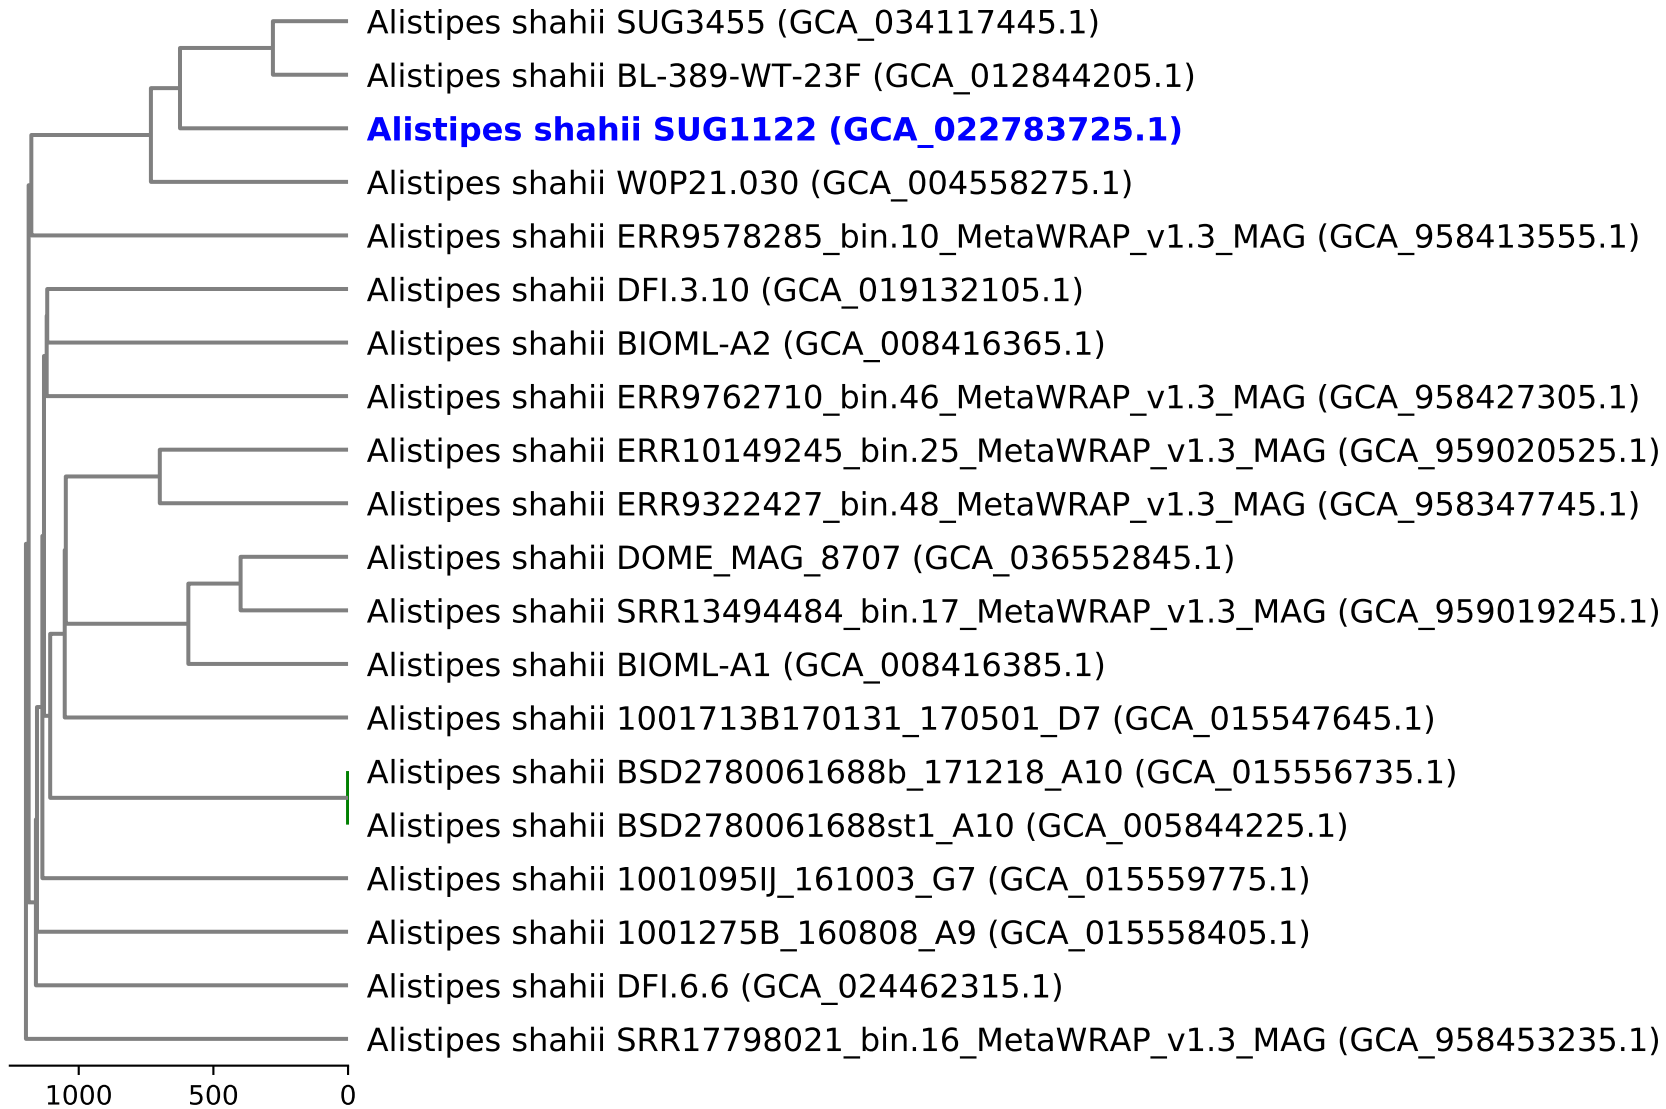 Alistipes shahii SUG3455 (GCA_034117445.1)
Alistipes shahii BL-389-WT-23F (GCA_012844205.1)
Alistipes shahii SUG1122 (GCA_022783725.1)
Alistipes shahii W0P21.030 (GCA_004558275.1)
Alistipes shahii ERR9578285_bin.10_MetaWRAP_v1.3_MAG (GCA_958413555.1)
Alistipes shahii DFI.3.10 (GCA_019132105.1)
Alistipes shahii BIOML-A2 (GCA_008416365.1)
Alistipes shahii ERR9762710_bin.46_MetaWRAP_v1.3_MAG (GCA_958427305.1)
Alistipes shahii ERR10149245_bin.25_MetaWRAP_v1.3_MAG (GCA_959020525.1)
Alistipes shahii ERR9322427_bin.48_MetaWRAP_v1.3_MAG (GCA_958347745.1)
Alistipes shahii DOME_MAG_8707 (GCA_036552845.1)
Alistipes shahii SRR13494484_bin.17_MetaWRAP_v1.3_MAG (GCA_959019245.1)
Alistipes shahii BIOML-A1 (GCA_008416385.1)
Alistipes shahii 1001713B170131_170501_D7 (GCA_015547645.1)
Alistipes shahii BSD2780061688b_171218_A10 (GCA_015556735.1)
Alistipes shahii BSD2780061688st1_A10 (GCA_005844225.1)
Alistipes shahii 1001095IJ_161003_G7 (GCA_015559775.1)
Alistipes shahii 1001275B_160808_A9 (GCA_015558405.1)
Alistipes shahii DFI.6.6 (GCA_024462315.1)
Alistipes shahii SRR17798021_bin.16_MetaWRAP_v1.3_MAG (GCA_958453235.1)
1000 500 0